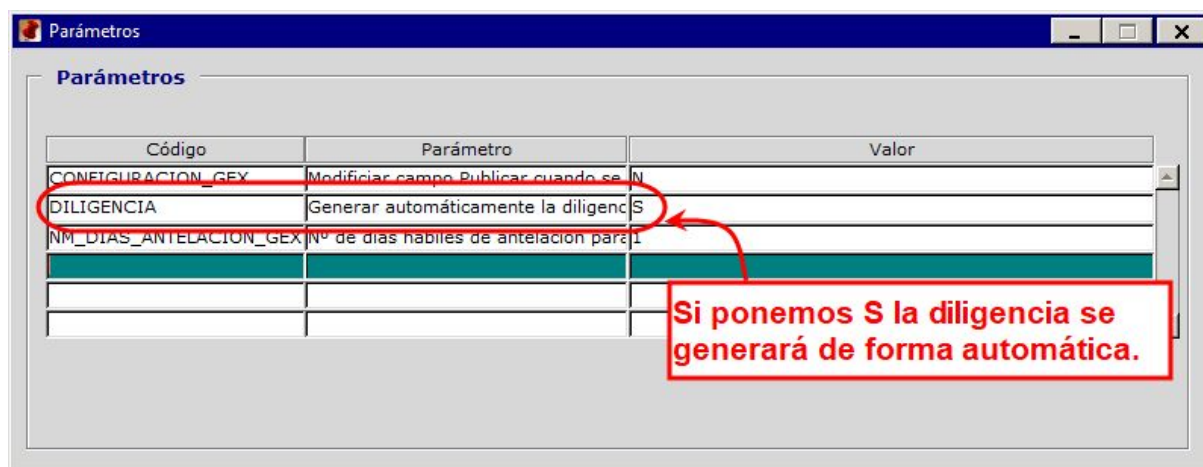 Parámetros
Parámetros
Código Parámetro Valor
CONFIGURACION_GEX Modificiar campo Publicar cuando se N
DILIGENCIA Generar automáticamente la diligenc S
NM_DIAS_ANTELACION_GEX Nº de días hábiles de antelación para 1
Si ponemos S la diligencia se
generará de forma automática.